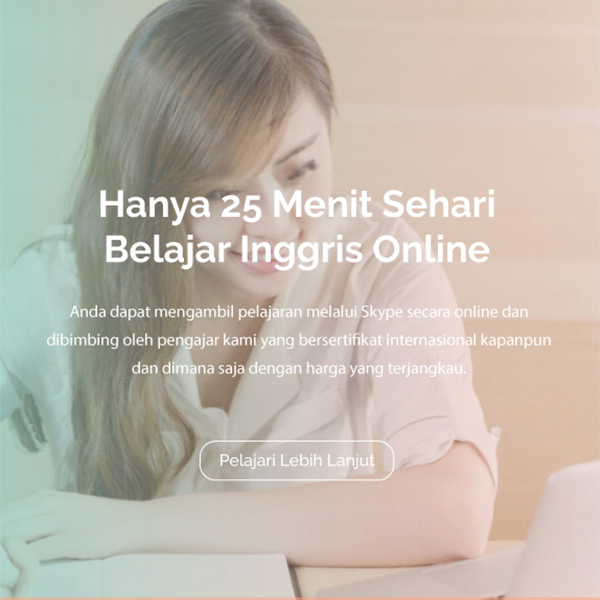 Hanya 25 Menit Sehari
Belajar Inggris Online
Anda dapat mengambil pelajaran melalui Skype secara online dan
dibimbing oleh pengajar kami yang bersertifikat internasional kapanpun
dan dimana saja dengan harga yang terjangkau.
Pelajari Lebih Lanjut